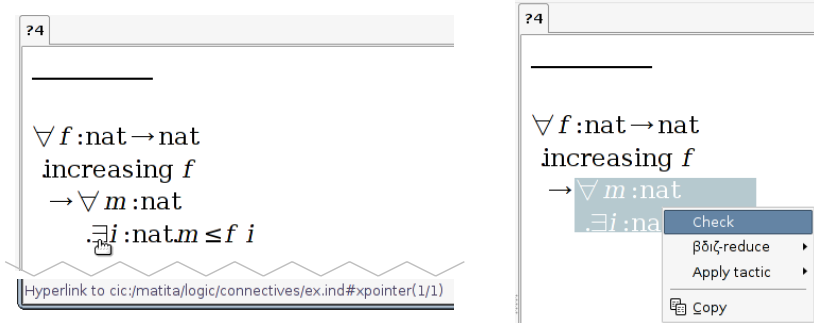 ?4
∀ f :nat→nat
.increasing f
→∀ m :nat
.∃i :nat.m ≤f i
Hyperlink to cic:/matita/logic/connectives/ex.ind#xpointer(1/1)
?4
∀ f :nat→nat
.increasing f
→∀ m :nat
.∃i :na
Check
βδιζ-reduce
Apply tactic
Copy